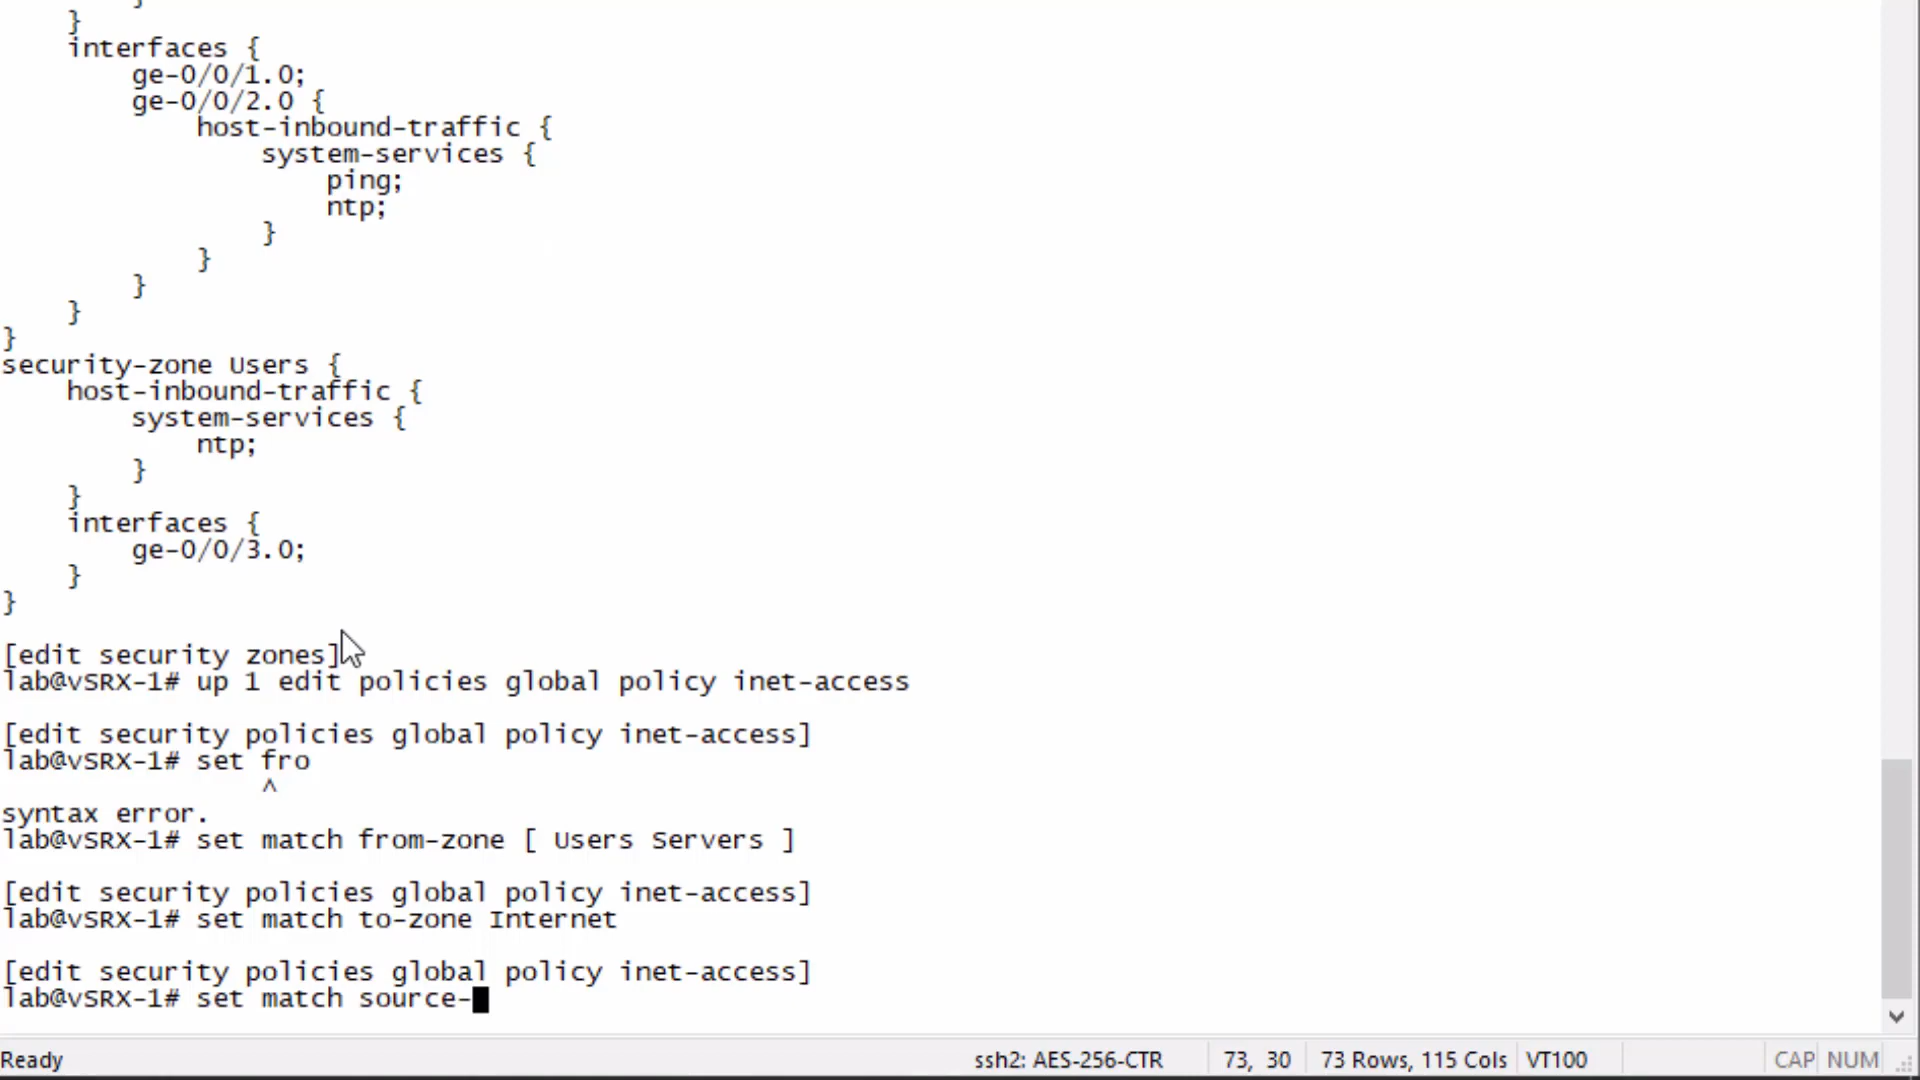 }
}
interfaces {
ge-0/0/1.0;
ge-0/0/2.0 {
host-inbound-traffic {
system-services {
ping;
ntp;
}
}
}
}
}
security-zone Users {
host-inbound-traffic {
system-services {
ntp;
}
}
interfaces {
ge-0/0/3.0;
}
}
[edit security zones]
lab@vSRX-1# up 1 edit policies global policy inet-access
[edit security policies global policy inet-access]
lab@vSRX-1# set fro
^
syntax error.
lab@vSRX-1# set match from-zone [ Users Servers ]
[edit security policies global policy inet-access]
lab@vSRX-1# set match to-zone Internet
[edit security policies global policy inet-access]
lab@vSRX-1# set match source-
Ready ssh2: AES-256-CTR 73, 30 73 Rows, 115 Cols VT100 CAP NUM